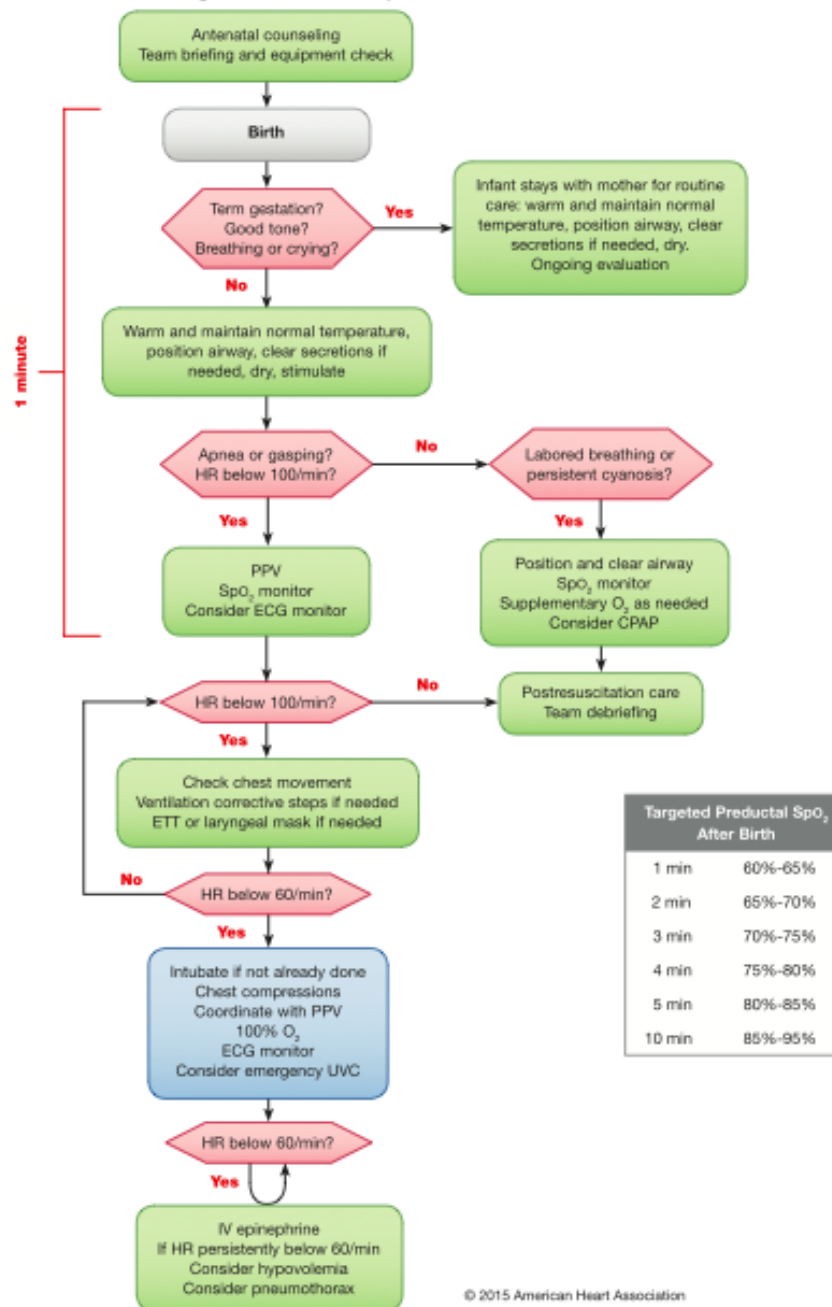 Antenatal counseling
Team briefing and equipment check
Birth
Term gestation?
Good tone?
Breathing or crying?
Yes
Infant stays with mother for routine
care: warm and maintain normal
temperature, position airway, clear
secretions if needed, dry.
Ongoing evaluation
No
Warm and maintain normal temperature,
position airway, clear secretions if
needed, dry, stimulate
1 minute
Apnea or gasping?
HR below 100/min?
No
Labored breathing or
persistent cyanosis?
Yes
Yes
PPV
SpO₂ monitor
Consider ECG monitor
Position and clear airway
SpO₂ monitor
Supplementary O₂ as needed
Consider CPAP
HR below 100/min?
No
Postresuscitation care
Team debriefing
Yes
Check chest movement
Ventilation corrective steps if needed
ETT or laryngeal mask if needed
No
HR below 60/min?
Yes
Intubate if not already done
Chest compressions
Coordinate with PPV
100% O₂
ECG monitor
Consider emergency UVC
HR below 60/min?
Yes
IV epinephrine
If HR persistently below 60/min
Consider hypovolemia
Consider pneumothorax
Targeted Preductal SpO₂
After Birth
1 min 60%-65%
2 min 65%-70%
3 min 70%-75%
4 min 75%-80%
5 min 80%-85%
10 min 85%-95%
© 2015 American Heart Association